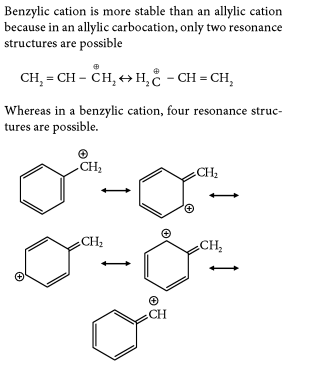 Benzylic cation is more stable than an allylic cation
because in an allylic carbocation, only two resonance
structures are possible
CH₂ = CH – C⊕H₂ ↔ H₂C⊕ – CH = CH₂
Whereas in a benzylic cation, four resonance struc-
tures are possible.
⊕
CH₂ ↔ CH₂ ↔
⊕
⊕
CH₂ ↔ CH₂ ↔
⊕
⊕
CH